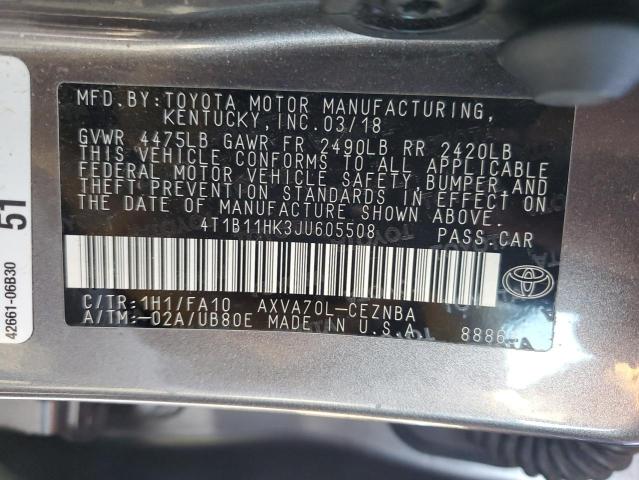 MFD.BY:TOYOTA MOTOR MANUFACTURING,
KENTUCKY, INC.03/18
GVWR 4475LB GAWR FR 2490LB RR 2420LB
THIS VEHICLE CONFORMS TO ALL APPLICABLE
FEDERAL MOTOR VEHICLE SAFETY,BUMPER,AND
THEFT PREVENTION STANDARDS IN EFFECT ON
THE DATE OF MANUFACTURE SHOWN ABOVE.
4T1B11HK3JU605508 PASS.CAR
C/TR:1H1/FA10 AXVA70L-CEZNBA
A/TM:-02A/UB80E MADE IN U.S.A
TOYOTA
42661-06B30
51